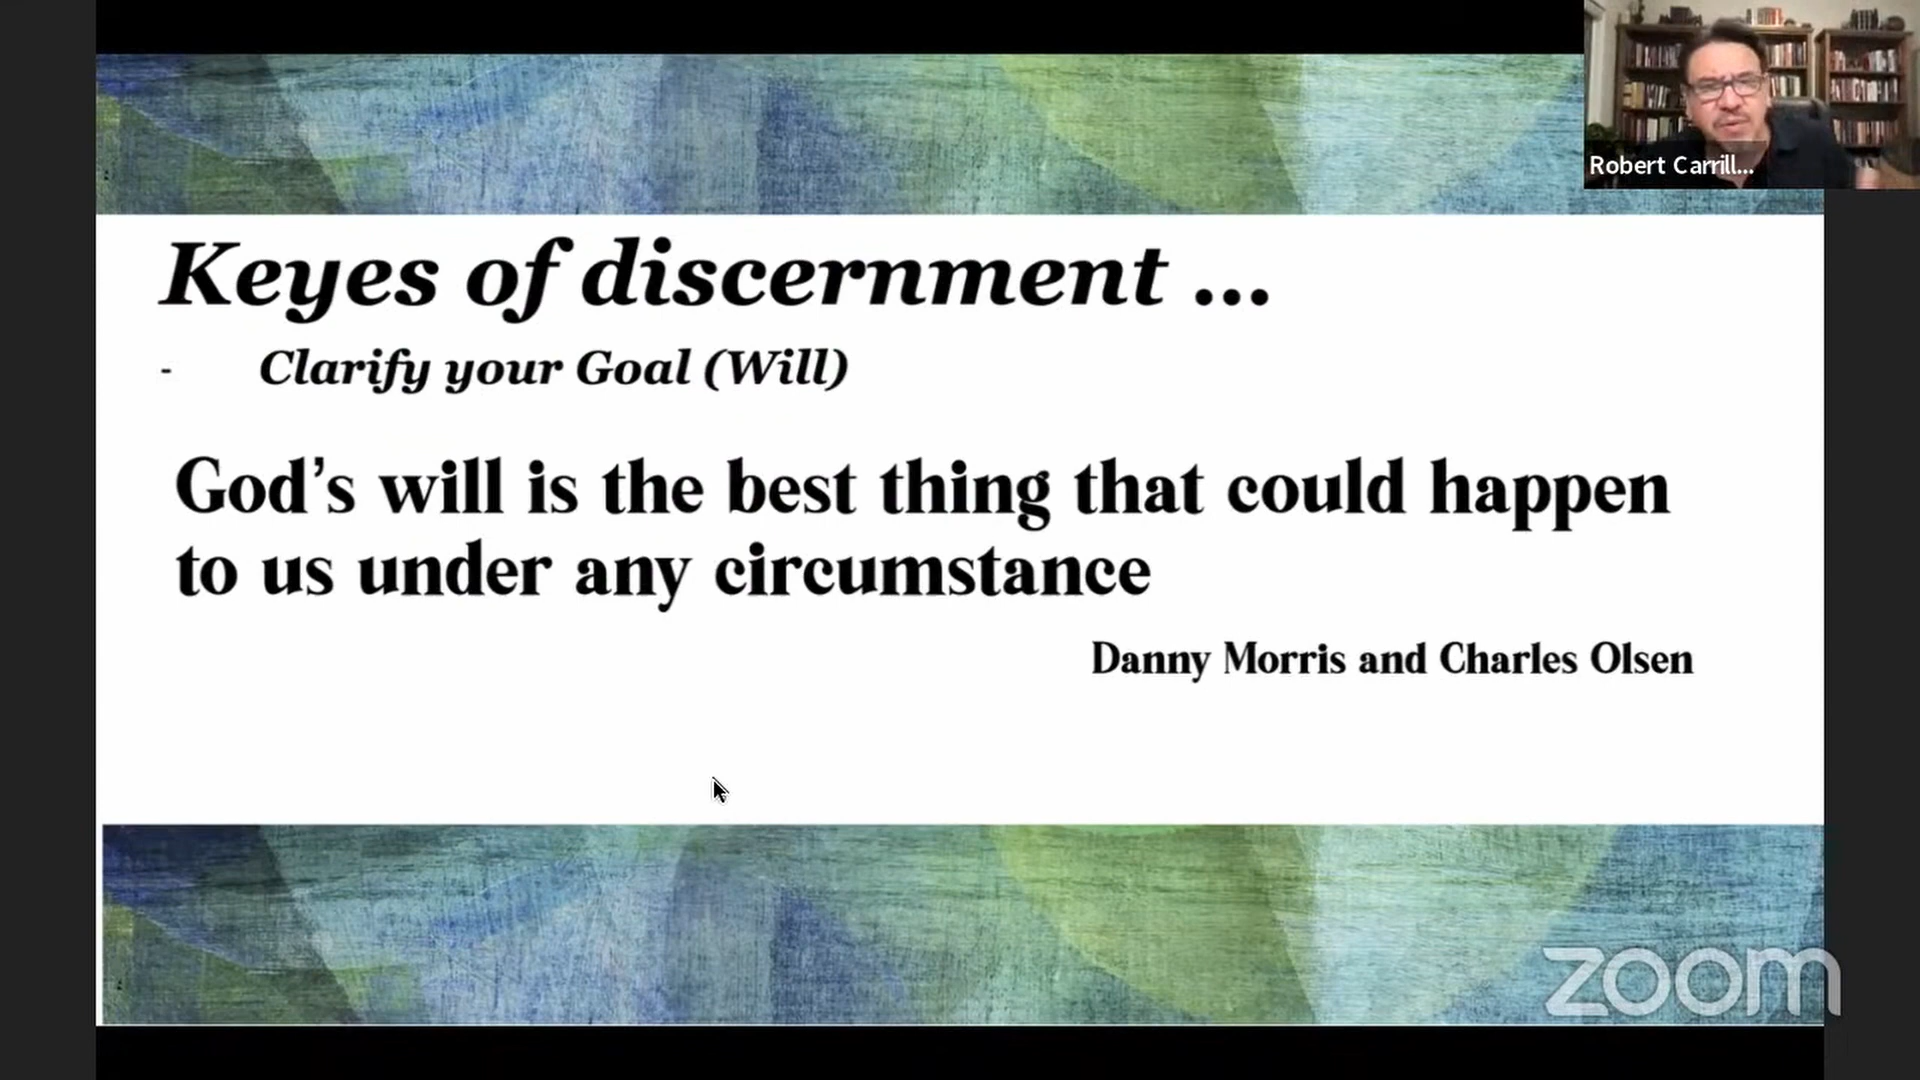 Robert Carrill...
Keyes of discernment ...
- Clarify your Goal (Will)
God’s will is the best thing that could happen
to us under any circumstance
Danny Morris and Charles Olsen
zoom